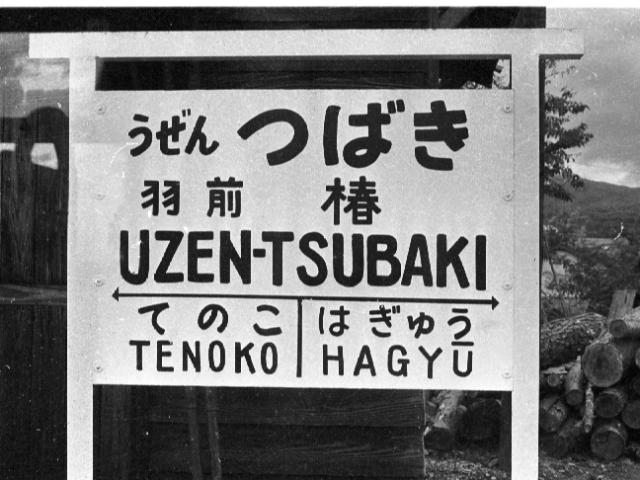 うぜん つばき
羽前 椿
UZEN-TSUBAKI
てのこ はぎゅう
TENOKO HAGYŪ